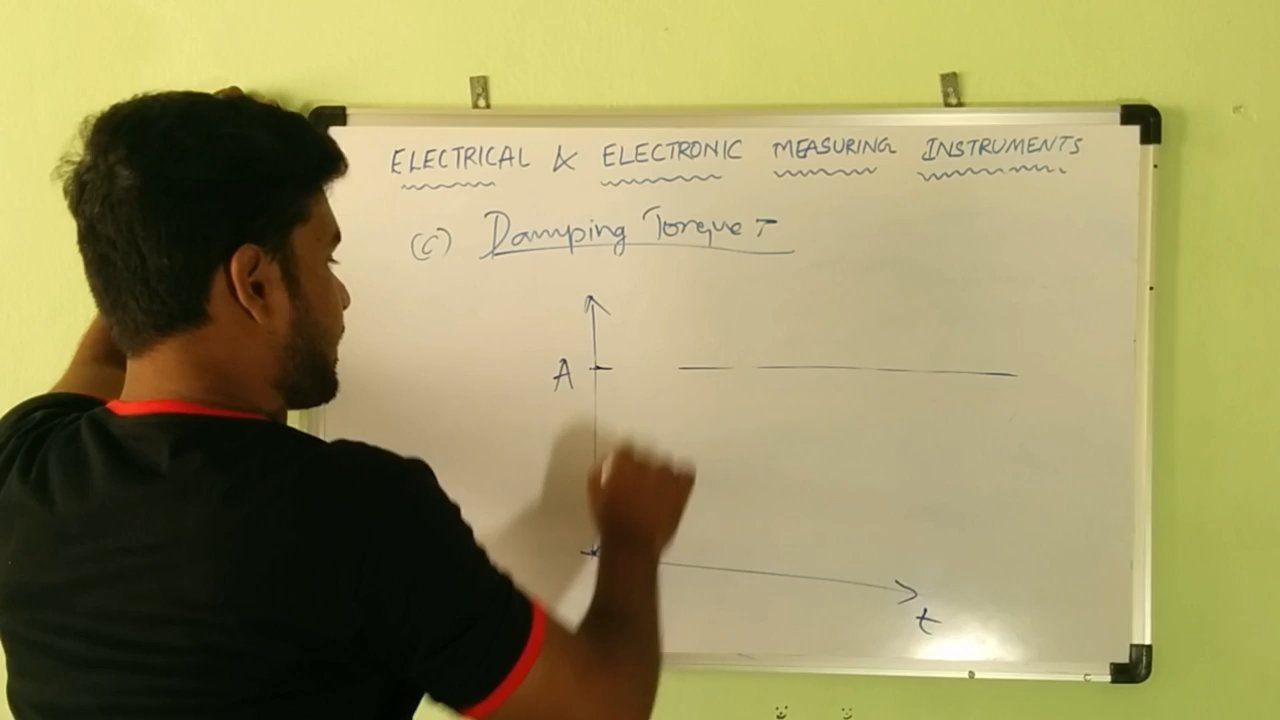 ELECTRICAL & ELECTRONIC MEASURING INSTRUMENTS
(C) Damping Torque :-
A
t